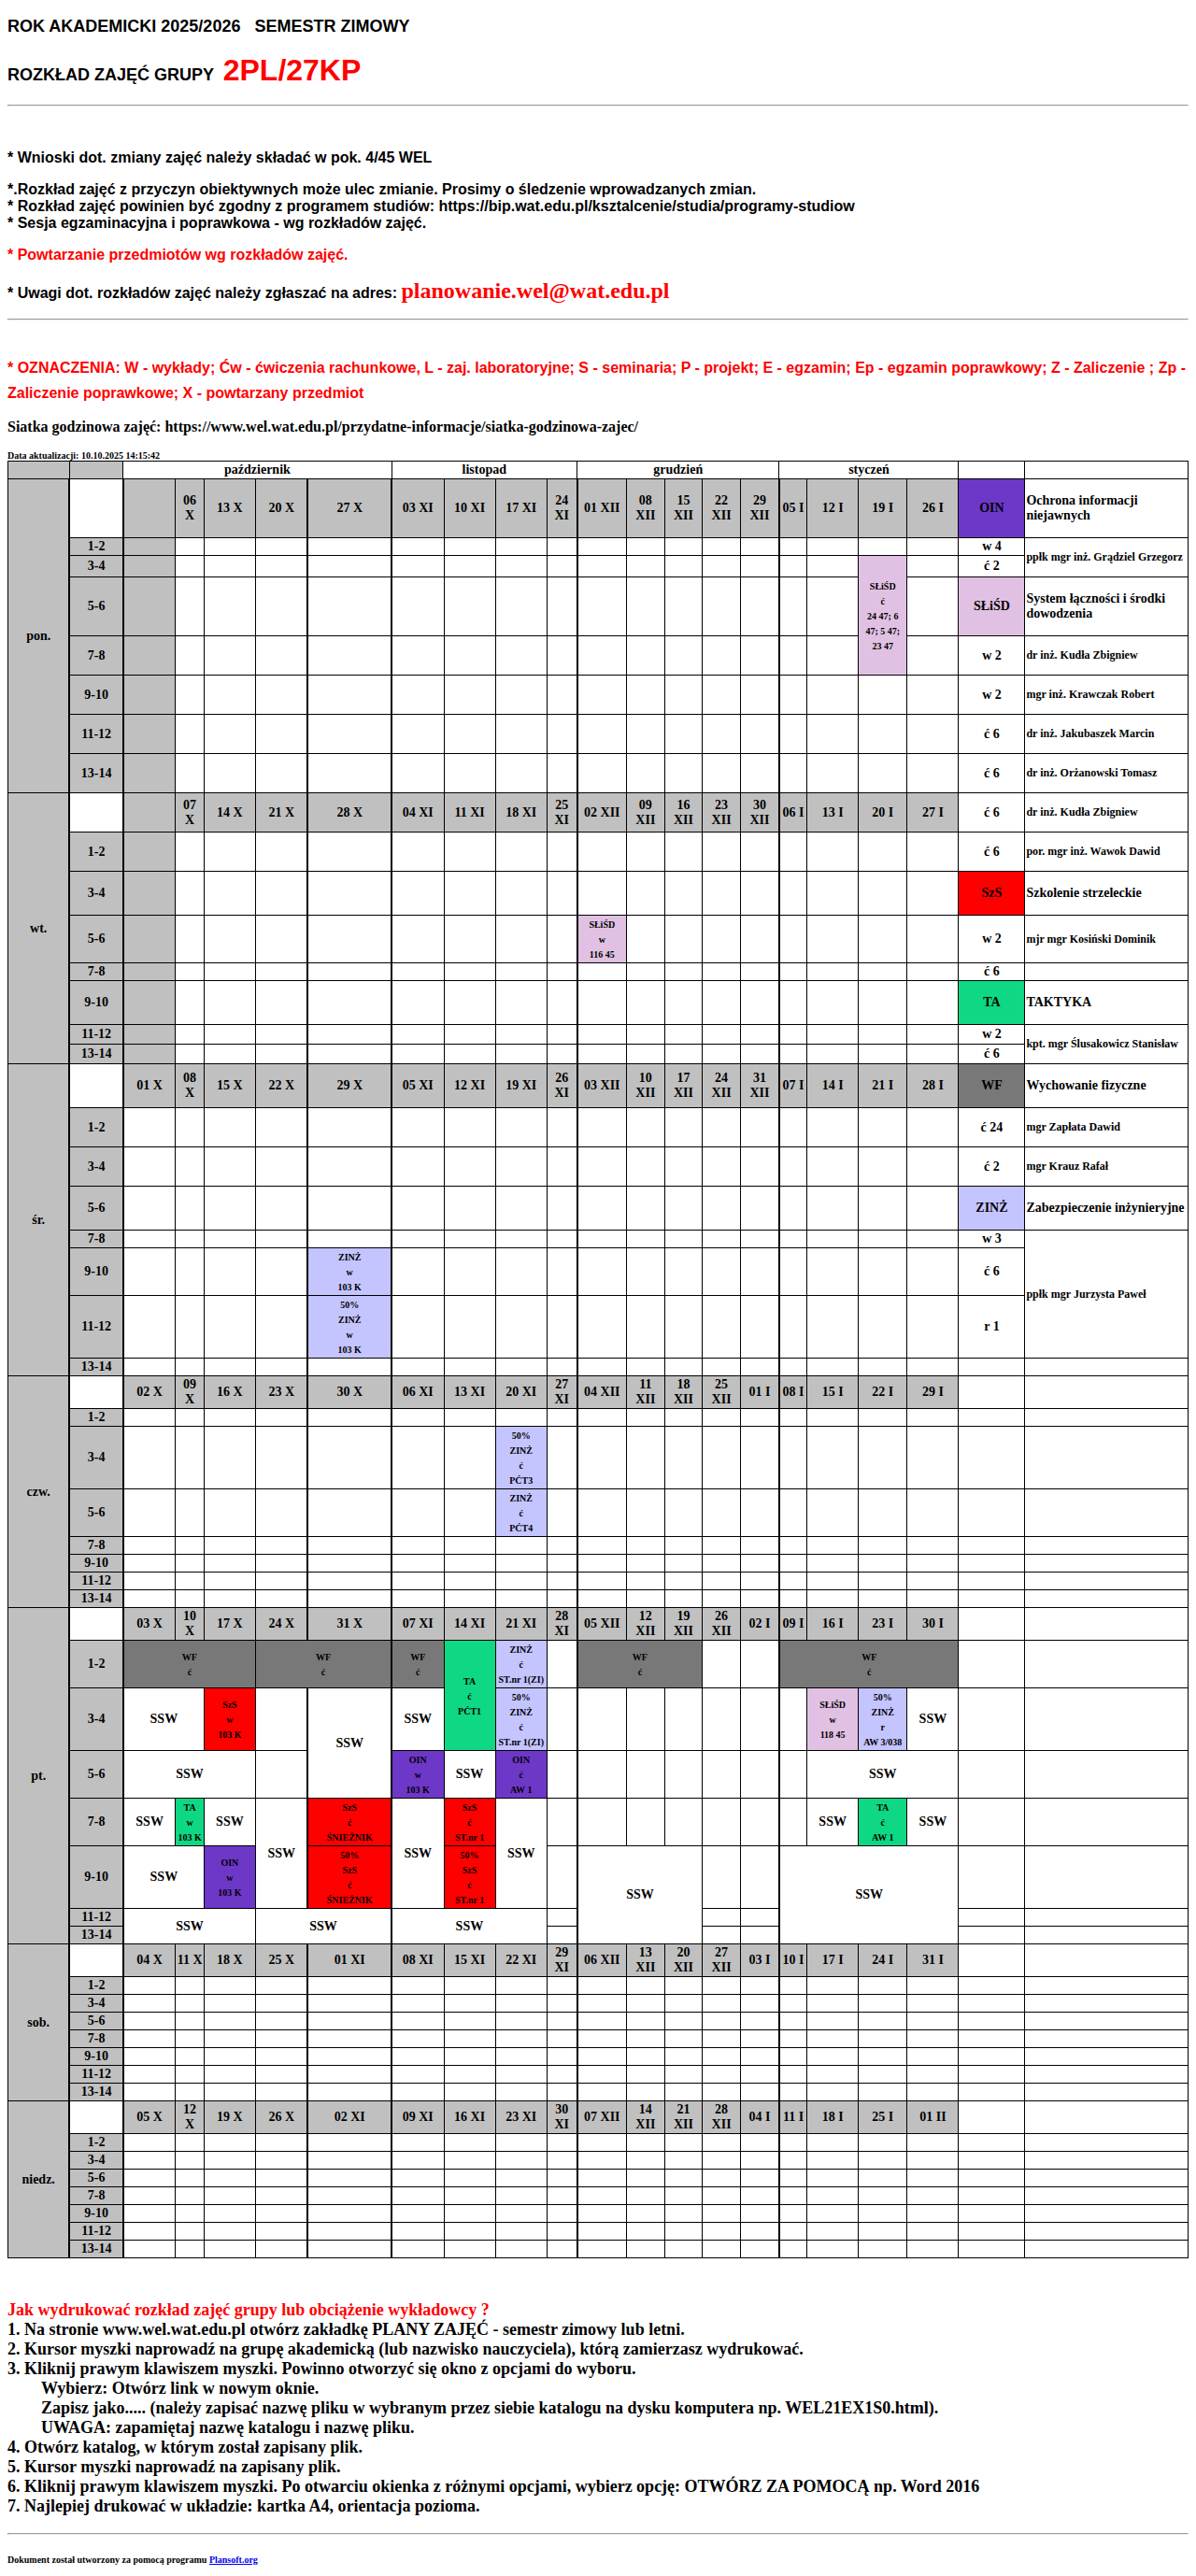 ROK AKADEMICKI 2025/2026 SEMESTR ZIMOWY
ROZKŁAD ZAJĘĆ GRUPY 2PL/27KP
* Wnioski dot. zmiany zajęć należy składać w pok. 4/45 WEL
*.Rozkład zajęć z przyczyn obiektywnych może ulec zmianie. Prosimy o śledzenie wprowadzanych zmian.
* Rozkład zajęć powinien być zgodny z programem studiów: https://bip.wat.edu.pl/ksztalcenie/studia/programy-studiow
* Sesja egzaminacyjna i poprawkowa - wg rozkładów zajęć.
* Powtarzanie przedmiotów wg rozkładów zajęć.
* Uwagi dot. rozkładów zajęć należy zgłaszać na adres: planowanie.wel@wat.edu.pl
* OZNACZENIA: W - wykłady; Ćw - ćwiczenia rachunkowe, L - zaj. laboratoryjne; S - seminaria; P - projekt; E - egzamin; Ep - egzamin poprawkowy; Z - Zaliczenie ; Zp -
Zaliczenie poprawkowe; X - powtarzany przedmiot
Siatka godzinowa zajęć: https://www.wel.wat.edu.pl/przydatne-informacje/siatka-godzinowa-zajec/
Data aktualizacji: 10.10.2025 14:15:42
październik listopad grudzień styczeń
pon. 06 X 13 X 20 X 27 X 03 XI 10 XI 17 XI 24 XI 01 XII 08 XII 15 XII 22 XII 29 XII 05 I 12 I 19 I 26 I OIN Ochrona informacji niejawnych
1-2 w 4 ppłk mgr inż. Grądziel Grzegorz
3-4 SŁiŚD ć 24 47; 6 47; 5 47; 23 47 ć 2
5-6 SŁiŚD System łączności i środki dowodzenia
7-8 w 2 dr inż. Kudła Zbigniew
9-10 w 2 mgr inż. Krawczak Robert
11-12 ć 6 dr inż. Jakubaszek Marcin
13-14 ć 6 dr inż. Orżanowski Tomasz
wt. 07 X 14 X 21 X 28 X 04 XI 11 XI 18 XI 25 XI 02 XII 09 XII 16 XII 23 XII 30 XII 06 I 13 I 20 I 27 I ć 6 dr inż. Kudła Zbigniew
1-2 ć 6 por. mgr inż. Wawok Dawid
3-4 SzS Szkolenie strzeleckie
5-6 SŁiŚD w 116 45 w 2 mjr mgr Kosiński Dominik
7-8 ć 6
9-10 TA TAKTYKA
11-12 w 2 kpt. mgr Ślusakowicz Stanisław
13-14 ć 6
śr. 01 X 08 X 15 X 22 X 29 X 05 XI 12 XI 19 XI 26 XI 03 XII 10 XII 17 XII 24 XII 31 XII 07 I 14 I 21 I 28 I WF Wychowanie fizyczne
1-2 ć 24 mgr Zapłata Dawid
3-4 ć 2 mgr Krauz Rafał
5-6 ZINŻ Zabezpieczenie inżynieryjne
7-8 w 3 ppłk mgr Jurzysta Paweł
9-10 ZINŻ w 103 K ć 6
11-12 50% ZINŻ w 103 K r 1
13-14
czw. 02 X 09 X 16 X 23 X 30 X 06 XI 13 XI 20 XI 27 XI 04 XII 11 XII 18 XII 25 XII 01 I 08 I 15 I 22 I 29 I
1-2
3-4 50% ZINŻ ć PĆT3
5-6 ZINŻ ć PĆT4
7-8
9-10
11-12
13-14
pt. 03 X 10 X 17 X 24 X 31 X 07 XI 14 XI 21 XI 28 XI 05 XII 12 XII 19 XII 26 XII 02 I 09 I 16 I 23 I 30 I
1-2 WF ć WF ć WF ć TA ć PĆT1 ZINŻ ć ST.nr 1(ZI) WF ć WF ć
3-4 SSW SzS w 103 K SSW SSW 50% ZINŻ ć ST.nr 1(ZI) SŁiŚD w 118 45 50% ZINŻ r AW 3/038 SSW
5-6 SSW OIN w 103 K SSW OIN ć AW 1 SSW
7-8 SSW TA w 103 K SSW SSW SzS ć ŚNIEŻNIK SSW SzS ć ST.nr 1 SSW SSW TA ć AW 1 SSW
9-10 SSW OIN w 103 K 50% SzS ć ŚNIEŻNIK 50% SzS ć ST.nr 1 SSW SSW
11-12 SSW SSW SSW
13-14
sob. 04 X 11 X 18 X 25 X 01 XI 08 XI 15 XI 22 XI 29 XI 06 XII 13 XII 20 XII 27 XII 03 I 10 I 17 I 24 I 31 I
1-2
3-4
5-6
7-8
9-10
11-12
13-14
niedz. 05 X 12 X 19 X 26 X 02 XI 09 XI 16 XI 23 XI 30 XI 07 XII 14 XII 21 XII 28 XII 04 I 11 I 18 I 25 I 01 II
1-2
3-4
5-6
7-8
9-10
11-12
13-14
Jak wydrukować rozkład zajęć grupy lub obciążenie wykładowcy ?
1. Na stronie www.wel.wat.edu.pl otwórz zakładkę PLANY ZAJĘĆ - semestr zimowy lub letni.
2. Kursor myszki naprowadź na grupę akademicką (lub nazwisko nauczyciela), którą zamierzasz wydrukować.
3. Kliknij prawym klawiszem myszki. Powinno otworzyć się okno z opcjami do wyboru.
Wybierz: Otwórz link w nowym oknie.
Zapisz jako..... (należy zapisać nazwę pliku w wybranym przez siebie katalogu na dysku komputera np. WEL21EX1S0.html).
UWAGA: zapamiętaj nazwę katalogu i nazwę pliku.
4. Otwórz katalog, w którym został zapisany plik.
5. Kursor myszki naprowadź na zapisany plik.
6. Kliknij prawym klawiszem myszki. Po otwarciu okienka z różnymi opcjami, wybierz opcję: OTWÓRZ ZA POMOCĄ np. Word 2016
7. Najlepiej drukować w układzie: kartka A4, orientacja pozioma.
Dokument został utworzony za pomocą programu Plansoft.org